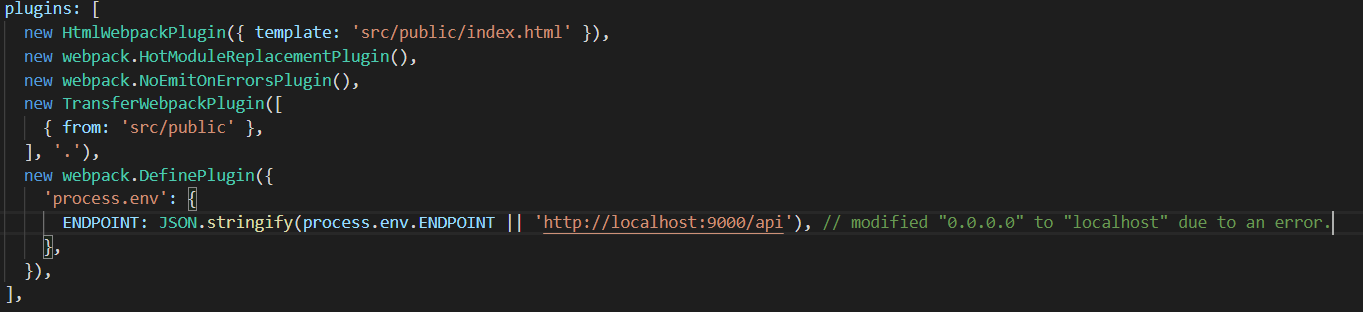 plugins: [
new HtmlWebpackPlugin({ template: 'src/public/index.html' }),
new webpack.HotModuleReplacementPlugin(),
new webpack.NoEmitOnErrorsPlugin(),
new TransferWebpackPlugin([
{ from: 'src/public' },
], '.'),
new webpack.DefinePlugin({
'process.env': {
ENDPOINT: JSON.stringify(process.env.ENDPOINT || 'http://localhost:9000/api'), // modified "0.0.0.0" to "localhost" due to an error.
},
}),
],